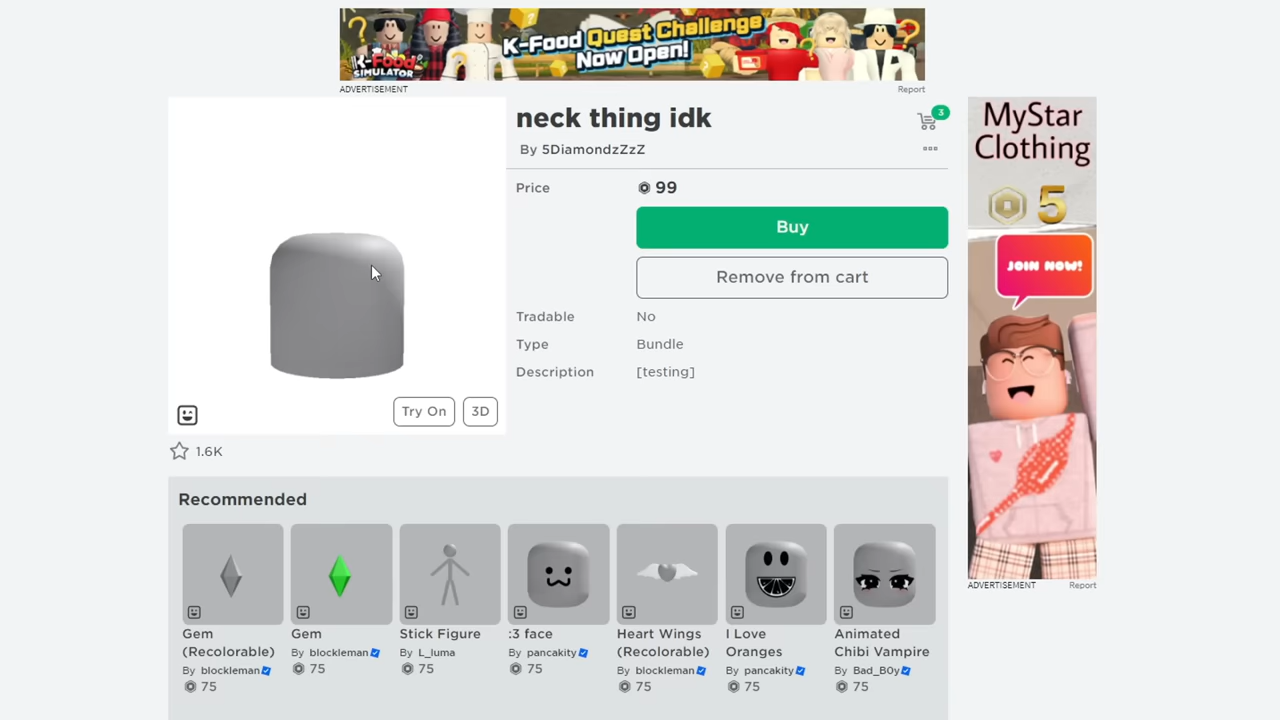 K-Food SIMULATOR
K-Food Quest Challenge
Now Open!
ADVERTISEMENT
Report
neck thing idk
3
By 5DiamondzZzZ
Price
99
Buy
Remove from cart
Tradable
No
Type
Bundle
Description
[testing]
Try On
3D
1.6K
MyStar
Clothing
5
JOIN NOW!
ADVERTISEMENT
Report
Recommended
Gem
(Recolorable)
By blockleman
75
Gem
By blockleman
75
Stick Figure
By L_luma
75
:3 face
By pancakity
75
Heart Wings
(Recolorable)
By blockleman
75
I Love
Oranges
By pancakity
75
Animated
Chibi Vampire
By Bad_B0y
75